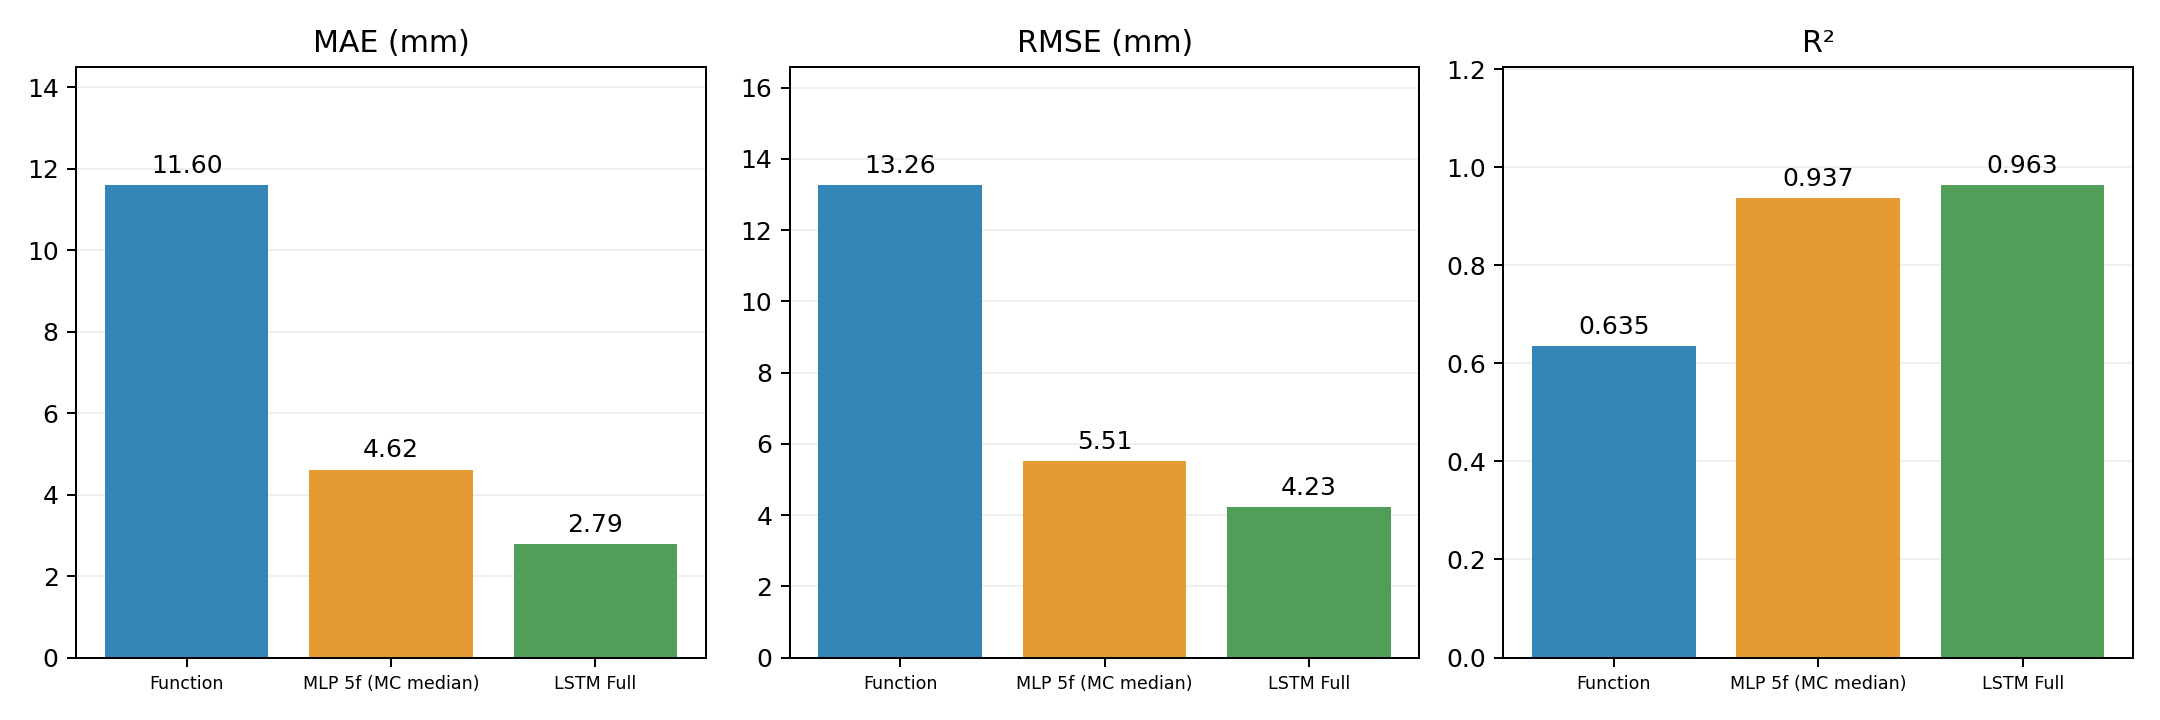 MAE (mm)
14
12
10
8
6
4
2
0
11.60
4.62
2.79
Function
MLP 5f (MC median)
LSTM Full
RMSE (mm)
16
14
12
10
8
6
4
2
0
13.26
5.51
4.23
Function
MLP 5f (MC median)
LSTM Full
R²
1.2
1.0
0.8
0.6
0.4
0.2
0.0
0.635
0.937
0.963
Function
MLP 5f (MC median)
LSTM Full